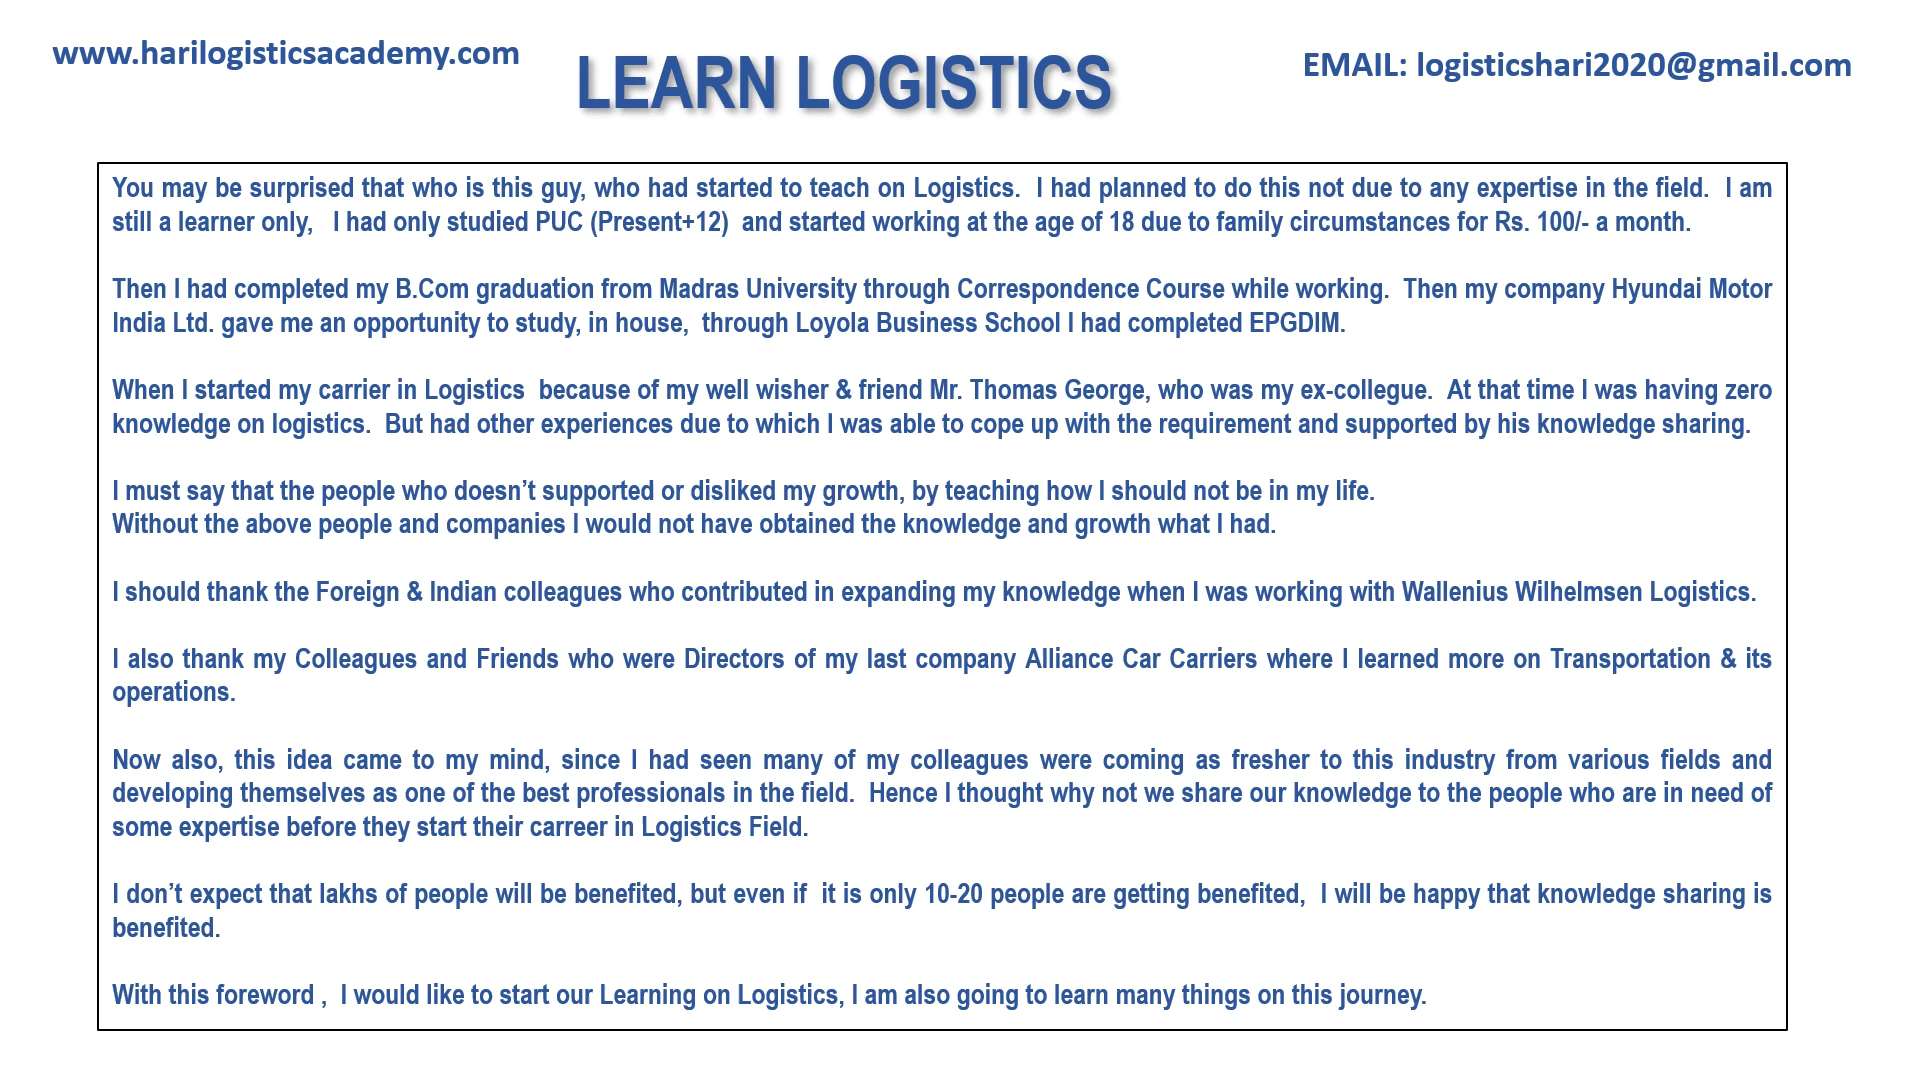 www.harilogisticsacademy.com
LEARN LOGISTICS
EMAIL: logisticshari2020@gmail.com
You may be surprised that who is this guy, who had started to teach on Logistics.  I had planned to do this not due to any expertise in the field.  I am
still a learner only,   I had only studied PUC (Present+12)  and started working at the age of 18 due to family circumstances for Rs. 100/- a month.
Then I had completed my B.Com graduation from Madras University through Correspondence Course while working.  Then my company Hyundai Motor
India Ltd. gave me an opportunity to study, in house,  through Loyola Business School I had completed EPGDIM.
When I started my carrier in Logistics  because of my well wisher & friend Mr. Thomas George, who was my ex-collegue.  At that time I was having zero
knowledge on logistics.  But had other experiences due to which I was able to cope up with the requirement and supported by his knowledge sharing.
I must say that the people who doesn’t supported or disliked my growth, by teaching how I should not be in my life.
Without the above people and companies I would not have obtained the knowledge and growth what I had.
I should thank the Foreign & Indian colleagues who contributed in expanding my knowledge when I was working with Wallenius Wilhelmsen Logistics.
I also thank my Colleagues and Friends who were Directors of my last company Alliance Car Carriers where I learned more on Transportation & its
operations.
Now also, this idea came to my mind, since I had seen many of my colleagues were coming as fresher to this industry from various fields and
developing themselves as one of the best professionals in the field.  Hence I thought why not we share our knowledge to the people who are in need of
some expertise before they start their carreer in Logistics Field.
I don’t expect that lakhs of people will be benefited, but even if  it is only 10-20 people are getting benefited,  I will be happy that knowledge sharing is
benefited.
With this foreword ,  I would like to start our Learning on Logistics, I am also going to learn many things on this journey.